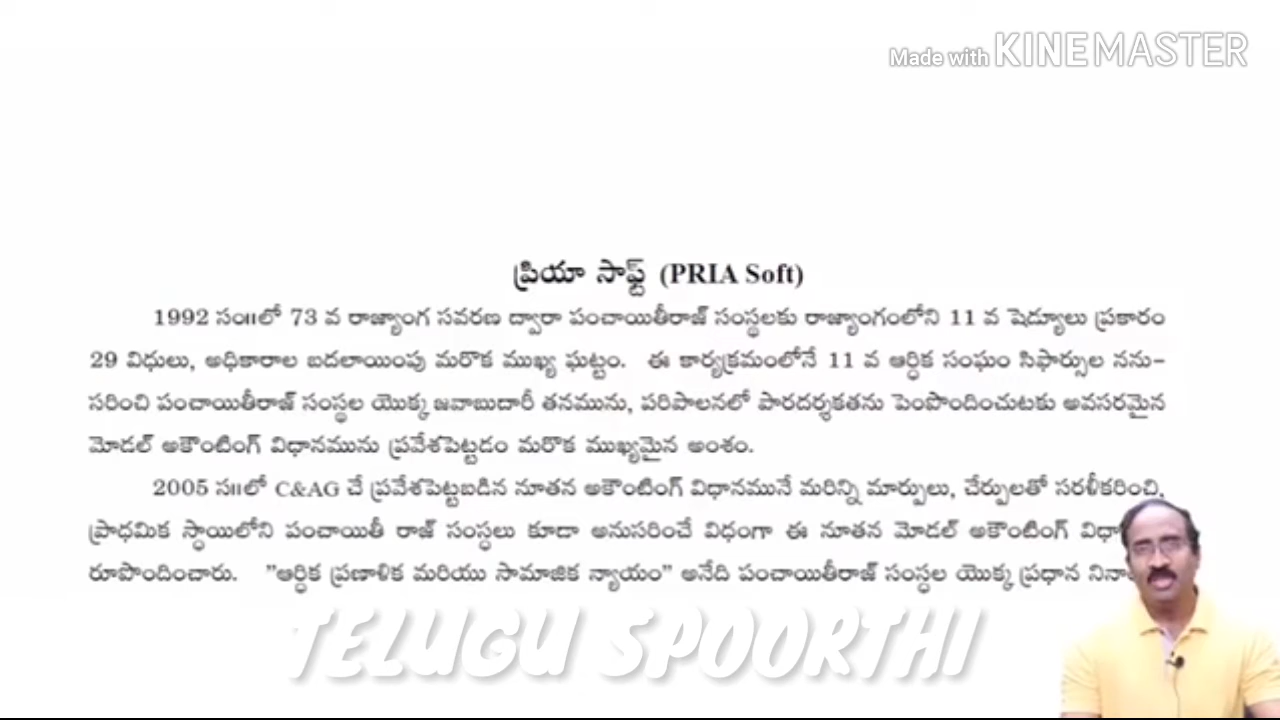 Made with KINEMASTER
ప్రియా సాఫ్ట్ (PRIA Soft)
1992 సం॥లో 73 వ రాజ్యాంగ సవరణ ద్వారా పంచాయితీరాజ్ సంస్థలకు రాజ్యాంగంలోని 11 వ షెడ్యూలు ప్రకారం
29 విధులు, అధికారాల బదలాయింపు మరొక ముఖ్య ఘట్టం. ఈ కార్యక్రమంలోనే 11 వ ఆర్ధిక సంఘం సిఫార్సుల నను-
సరించి పంచాయితీరాజ్ సంస్థల యొక్క జవాబుదారీ తనమును, పరిపాలనలో పారదర్శకతను పెంపొందించుటకు అవసరమైన
మోడల్ అకౌంటింగ్ విధానమును ప్రవేశపెట్టడం మరొక ముఖ్యమైన అంశం.
2005 స॥లో C&AG చే ప్రవేశపెట్టబడిన నూతన అకౌంటింగ్ విధానమునే మరిన్ని మార్పులు, చేర్పులతో సరళీకరించి,
ప్రాధమిక స్థాయిలోని పంచాయితీ రాజ్ సంస్థలు కూడా అనుసరించే విధంగా ఈ నూతన మోడల్ అకౌంటింగ్
రూపొందించారు. "ఆర్ధిక ప్రణాళిక మరియు సామాజిక న్యాయం" అనేది పంచాయితీరాజ్ సంస్థల యొక్క ప్రధాన
TELUGU SPOORTHI